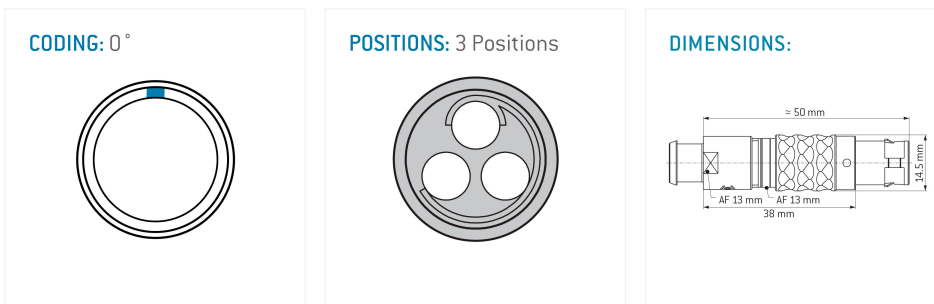 CODING: 0°
POSITIONS: 3 Positions
DIMENSIONS:
≈ 50 mm
14.5 mm
AF 13 mm
AF 13 mm
38 mm